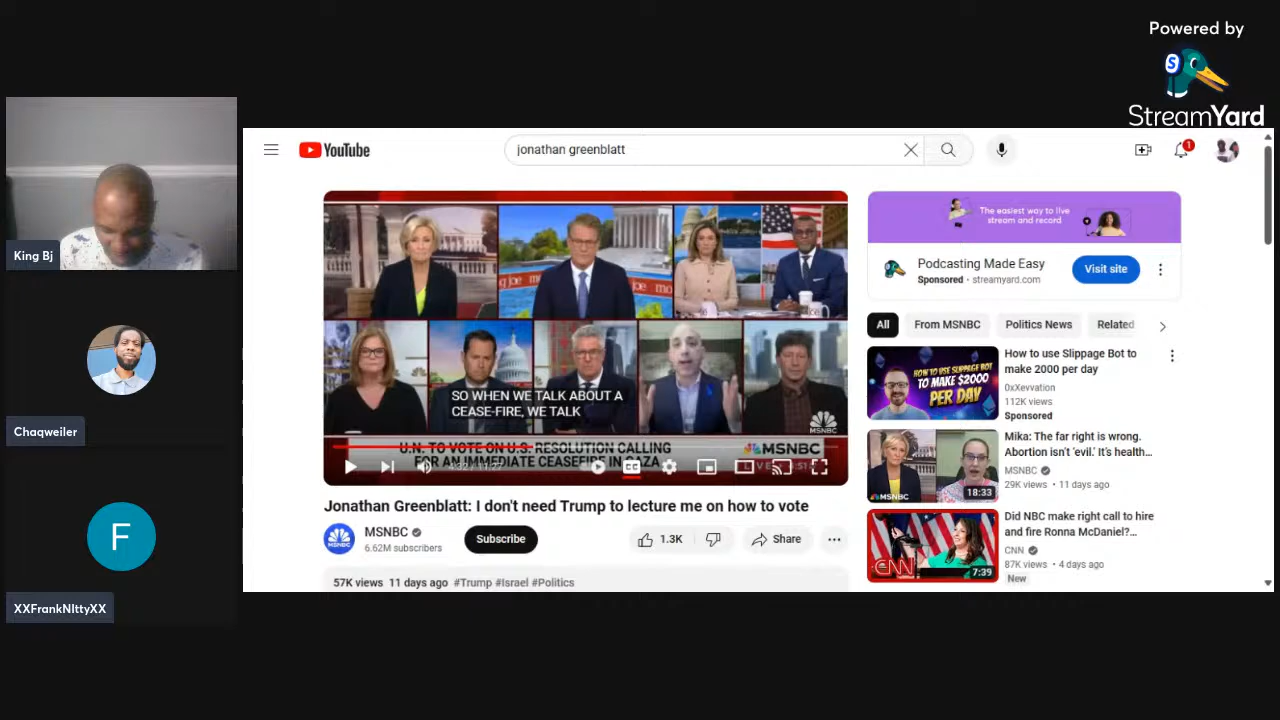 Powered by
S
StreamYard
King Bj
Chaqweiler
F
XXFrankNIttyXX
YouTube
jonathan greenblatt
1
SO WHEN WE TALK ABOUT A
CEASE-FIRE, WE TALK
MSNBC
U.N. TO VOTE ON U.S. RESOLUTION CALLING
FOR AN IMMEDIATE CEASEFIRE IN GAZA
MSNBC
Jonathan Greenblatt: I don't need Trump to lecture me on how to vote
MSNBC
6.62M subscribers
Subscribe
1.3K
Share
57K views 11 days ago #Trump #Israel #Politics
The easiest way to live
stream and record
Podcasting Made Easy
Sponsored · streamyard.com
Visit site
All
From MSNBC
Politics News
Related
HOW TO USE SLIPPAGE BOT
TO MAKE $2000
PER DAY
How to use Slippage Bot to
make 2000 per day
0xXevvation
112K views
Sponsored
MSNBC
18:33
Mika: The far right is wrong.
Abortion isn't 'evil.' It's health...
MSNBC
29K views · 11 days ago
CNN
7:39
Did NBC make right call to hire
and fire Ronna McDaniel?...
CNN
87K views · 4 days ago
New